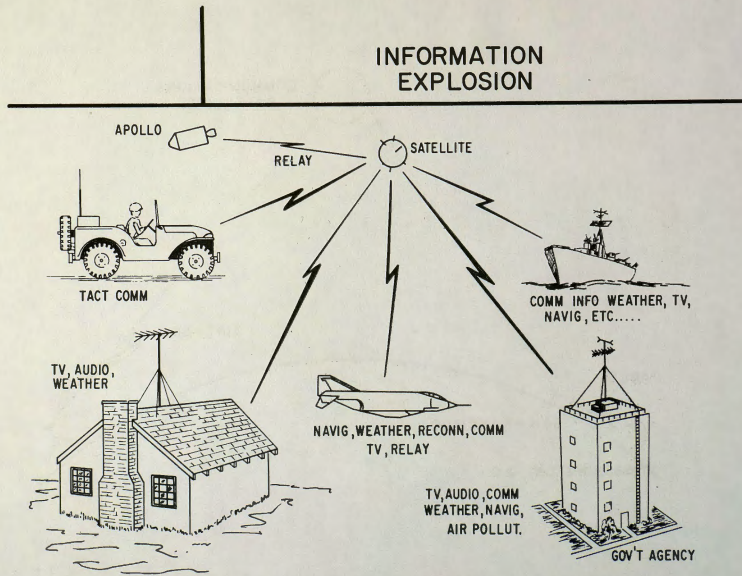 INFORMATION
EXPLOSION
APOLLO
RELAY
SATELLITE
TACT COMM
COMM INFO WEATHER, TV,
NAVIG, ETC.....
TV, AUDIO,
WEATHER
NAVIG, WEATHER, RECONN, COMM
TV, RELAY
TV, AUDIO, COMM
WEATHER, NAVIG,
AIR POLLUT.
GOV'T AGENCY